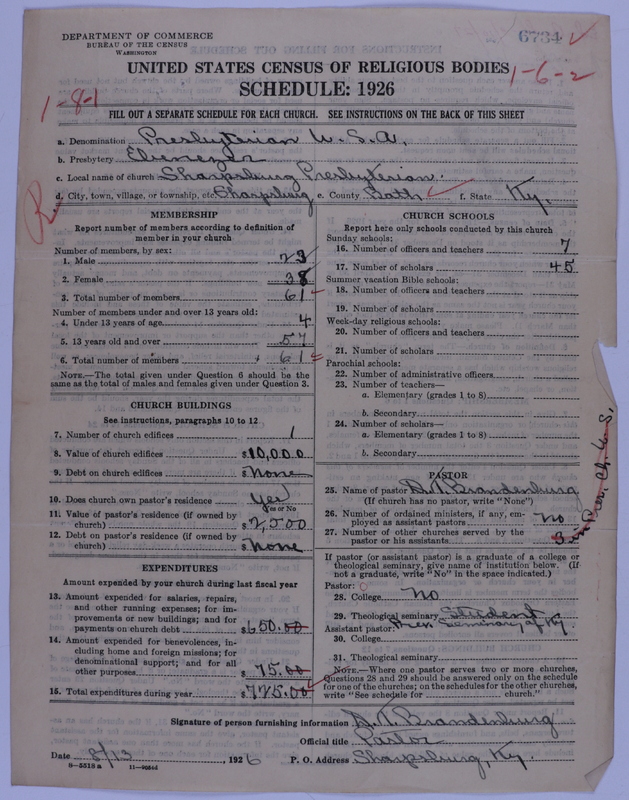 DEPARTMENT OF COMMERCE
BUREAU OF THE CENSUS
WASHINGTON
6734
UNITED STATES CENSUS OF RELIGIOUS BODIES
1-6-2
SCHEDULE: 1926
1-8-1
FILL OUT A SEPARATE SCHEDULE FOR EACH CHURCH. SEE INSTRUCTIONS ON THE BACK OF THIS SHEET
a. Denomination Presbyterian U. S. A.
b. Presbytery Ebenezer
c. Local name of church Sharpsburg Presbyterian.
d. City, town, village, or township, etc. Sharpsburg e. County Bath f. State Ky.
MEMBERSHIP
Report number of members according to definition of member in your church
Number of members, by sex:
1. Male 23
2. Female 38
3. Total number of members 61
Number of members under and over 13 years old:
4. Under 13 years of age 4
5. 13 years old and over 57
6. Total number of members 61
NOTE.—The total given under Question 6 should be the same as the total of males and females given under Question 3.
CHURCH BUILDINGS
See instructions, paragraphs 10 to 12
7. Number of church edifices 1
8. Value of church edifices $10,000
9. Debt on church edifices $None
10. Does church own pastor's residence Yes
Yes or No
11. Value of pastor's residence (if owned by church) $2,500
12. Debt on pastor's residence (if owned by church) $None
EXPENDITURES
Amount expended by your church during last fiscal year
13. Amount expended for salaries, repairs, and other running expenses; for improvements or new buildings; and for payments on church debt $650.00
14. Amount expended for benevolences, including home and foreign missions; for denominational support; and for all other purposes $75.00
15. Total expenditures during year $725.00
CHURCH SCHOOLS
Report here only schools conducted by this church
Sunday schools:
16. Number of officers and teachers 7
17. Number of scholars 45
Summer vacation Bible schools:
18. Number of officers and teachers
19. Number of scholars
Week-day religious schools:
20. Number of officers and teachers
21. Number of scholars
Parochial schools:
22. Number of administrative officers
23. Number of teachers—
a. Elementary (grades 1 to 8)
b. Secondary
24. Number of scholars—
a. Elementary (grades 1 to 8)
b. Secondary
PASTOR
25. Name of pastor Brandenburg
(If church has no pastor, write "None")
26. Number of ordained ministers, if any, employed as assistant pastors No
27. Number of other churches served by the pastor or his assistants
Pres. Ch. U. S.
If pastor (or assistant pastor) is a graduate of a college or theological seminary, give name of institution below. (If not a graduate, write "No" in the space indicated.)
Pastor:
28. College No
29. Theological seminary Student
Assistant pastor: Pres. Seminary of Ky
30. College
31. Theological seminary
NOTE.—Where one pastor serves two or more churches, Questions 28 and 29 should be answered only on the schedule for one of the churches; on the schedules for the other churches, write "See schedule for church."
Signature of person furnishing information Brandenburg
Official title Pastor
Date 8/13, 1926 P. O. Address Sharpsburg, Ky.
8-5518 a